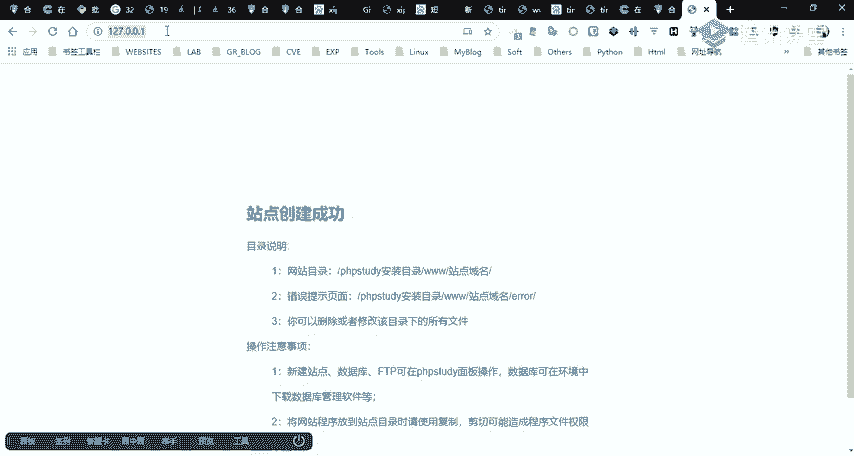 127.0.0.1
应用 书签工具栏 WEBSITES LAB GR_BLOG CVE EXP Tools Linux MyBlog Soft Others Python Html 网址导航 » 其他书签
站点创建成功
目录说明:
1：网站目录：/phpstudy安装目录/www/站点域名/
2：错误提示页面：/phpstudy安装目录/www/站点域名/error/
3：你可以删除或者修改该目录下的所有文件
操作注意事项：
1：新建站点、数据库、FTP可在phpstudy面板操作，数据库可在环境中
下载数据库管理软件等；
2：将网站程序放到站点目录时请使用复制，剪切可能造成程序文件权限
工具